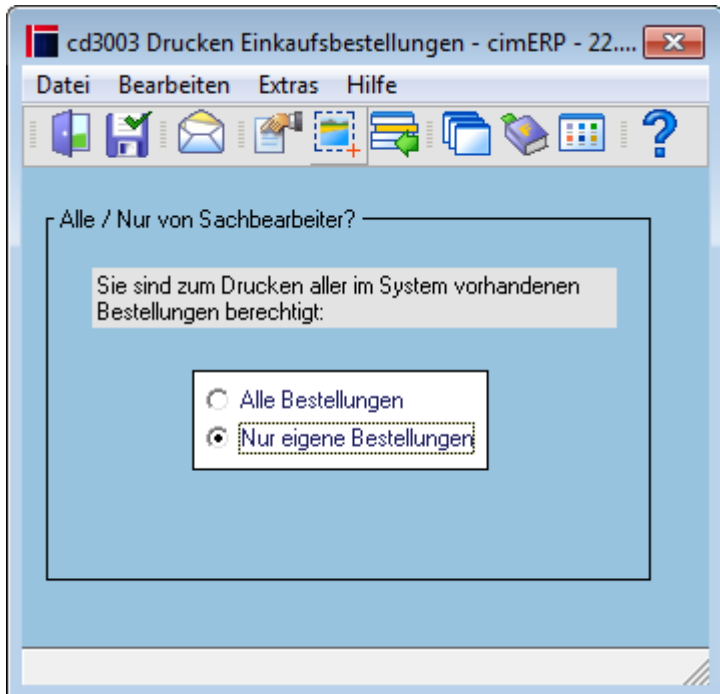 cd3003 Drucken Einkaufsbestellungen - cimERP - 22....
Datei Bearbeiten Extras Hilfe
Alle / Nur von Sachbearbeiter?
Sie sind zum Drucken aller im System vorhandenen
Bestellungen berechtigt:
Alle Bestellungen
Nur eigene Bestellungen